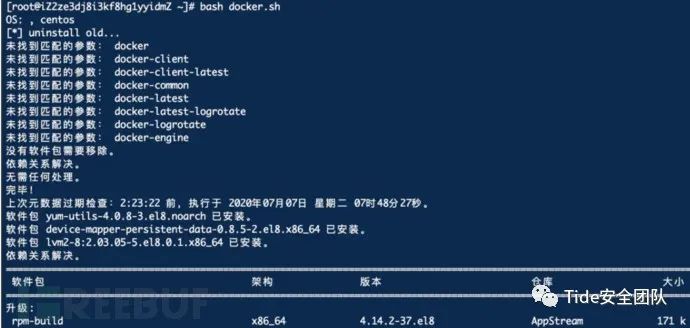 [root@iZ2ze3dj8i3kf8hg1yyidmZ ~]# bash docker.sh
OS: , centos
[*] uninstall old...
未找到匹配的参数： docker
未找到匹配的参数： docker-client
未找到匹配的参数： docker-client-latest
未找到匹配的参数： docker-common
未找到匹配的参数： docker-latest
未找到匹配的参数： docker-latest-logrotate
未找到匹配的参数： docker-logrotate
未找到匹配的参数： docker-engine
没有软件包需要移除。
依赖关系解决。
无需任何处理。
完毕！
上次元数据过期检查：2:23:22 前，执行于 2020年07月07日 星期二 07时48分27秒。
软件包 yum-utils-4.0.8-3.el8.noarch 已安装。
软件包 device-mapper-persistent-data-0.8.5-2.el8.x86_64 已安装。
软件包 lvm2-8:2.03.05-5.el8.0.1.x86_64 已安装。
依赖关系解决。
软件包 架构 版本 仓库 大小
升级:
rpm-build x86_64 4.14.2-37.el8 AppStream 171 k
REEBUF
Tide安全团队